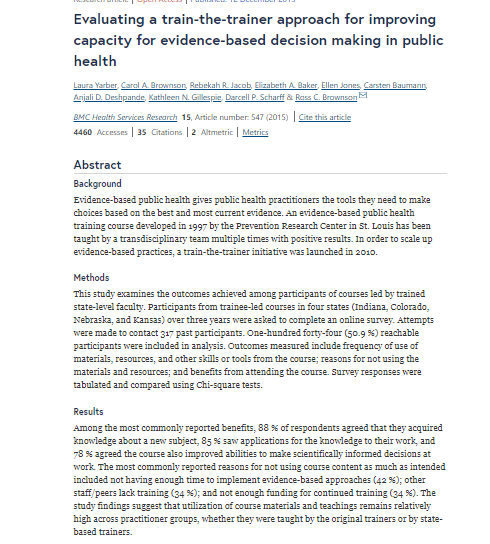 Research article | Open Access | Published: 12 December 2015
Evaluating a train-the-trainer approach for improving
capacity for evidence-based decision making in public
health
Laura Yarber, Carol A. Brownson, Rebekah R. Jacob, Elizabeth A. Baker, Ellen Jones, Carsten Baumann,
Anjali D. Deshpande, Kathleen N. Gillespie, Darcell P. Scharff & Ross C. Brownson
BMC Health Services Research 15, Article number: 547 (2015) | Cite this article
4460 Accesses | 35 Citations | 2 Altmetric | Metrics
Abstract
Background
Evidence-based public health gives public health practitioners the tools they need to make
choices based on the best and most current evidence. An evidence-based public health
training course developed in 1997 by the Prevention Research Center in St. Louis has been
taught by a transdisciplinary team multiple times with positive results. In order to scale up
evidence-based practices, a train-the-trainer initiative was launched in 2010.
Methods
This study examines the outcomes achieved among participants of courses led by trained
state-level faculty. Participants from trainee-led courses in four states (Indiana, Colorado,
Nebraska, and Kansas) over three years were asked to complete an online survey. Attempts
were made to contact 317 past participants. One-hundred forty-four (50.9 %) reachable
participants were included in analysis. Outcomes measured include frequency of use of
materials, resources, and other skills or tools from the course; reasons for not using the
materials and resources; and benefits from attending the course. Survey responses were
tabulated and compared using Chi-square tests.
Results
Among the most commonly reported benefits, 88 % of respondents agreed that they acquired
knowledge about a new subject, 85 % saw applications for the knowledge to their work, and
78 % agreed the course also improved abilities to make scientifically informed decisions at
work. The most commonly reported reasons for not using course content as much as intended
included not having enough time to implement evidence-based approaches (42 %); other
staff/peers lack training (34 %); and not enough funding for continued training (34 %). The
study findings suggest that utilization of course materials and teachings remains relatively
high across practitioner groups, whether they were taught by the original trainers or by state-
based trainers.